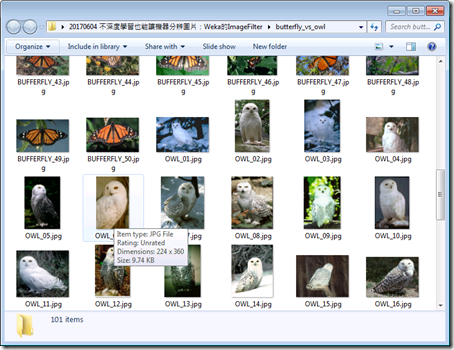 20170604 不深度學習也能讓機器分辨圖片：Weka的ImageFilter
butterfly_vs_owl
Search butt...
Organize
Include in library
Share with
Slide show
New folder
BUFFERFLY_43.jpg
BUFFERFLY_44.jpg
BUFFERFLY_46.jpg
BUFFERFLY_47.jpg
BUFFERFLY_48.jpg
BUFFERFLY_49.jpg
BUFFERFLY_50.jpg
OWL_01.jpg
OWL_02.jpg
OWL_03.jpg
OWL_04.jpg
OWL_05.jpg
OWL_08.jpg
OWL_09.jpg
OWL_10.jpg
Item type: JPG File
Rating: Unrated
Dimensions: 224 x 360
Size: 9.74 KB
OWL_11.jpg
OWL_12.jpg
OWL_13.jpg
OWL_14.jpg
OWL_15.jpg
OWL_16.jpg
101 items